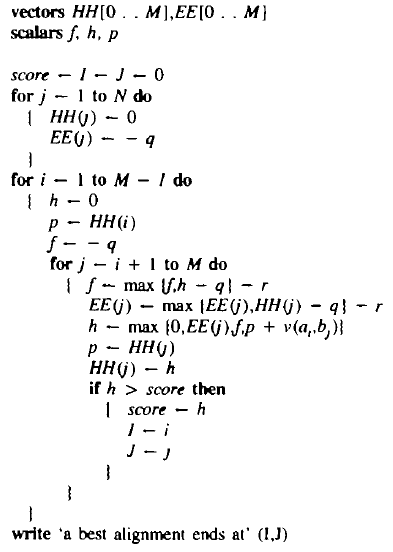 vectors HH[0 . . M],EE[0 . . M]
scalars f, h, p
score ← I ← J ← 0
for j ← 1 to N do
{ HH(j) ← 0
EE(j) ← - q
}
for i ← 1 to M - 1 do
{ h ← 0
p ← HH(i)
f ← - q
for j ← i + 1 to M do
{ f ← max {f,h - q} - r
EE(j) ← max {EE(j),HH(j) - q} - r
h ← max {0,EE(j),f,p + v(a_i,b_j)}
p ← HH(j)
HH(j) ← h
if h > score then
{ score ← h
I ← i
J ← j
}
}
}
write 'a best alignment ends at' (I,J)